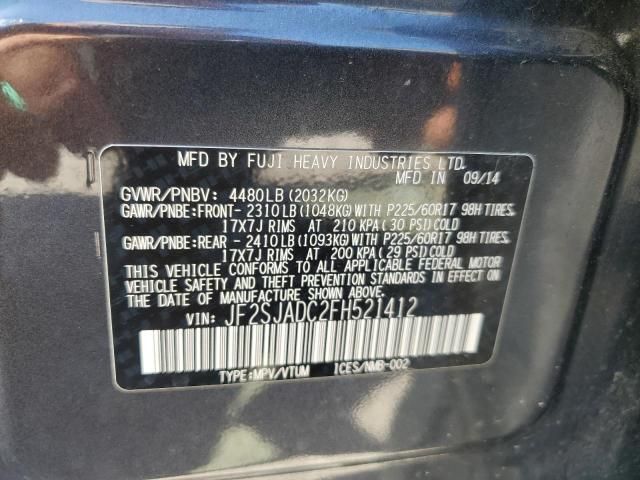 MFD BY FUJI HEAVY INDUSTRIES LTD.
MFD IN 09/14
GVWR/PNBV: 4480LB (2032KG)
GAWR/PNBE:FRONT- 2310 LB (1048KG) WITH P225/60R17 98H TIRES,
17X7J RIMS AT 210 KPA ( 30 PSI) COLD
GAWR/PNBE:REAR - 2410 LB (1093KG) WITH P225/60R17 98H TIRES,
17X7J RIMS AT 200 KPA ( 29 PSI) COLD
THIS VEHICLE CONFORMS TO ALL APPLICABLE FEDERAL MOTOR
VEHICLE SAFETY AND THEFT PREVENTION STANDARDS IN EFFECT
ON THE DATE OF MANUFACTURE SHOWN ABOVE.
VIN: JF2SJADC2FH521412
TYPE:MPV/VTUM ICES/NMB-002